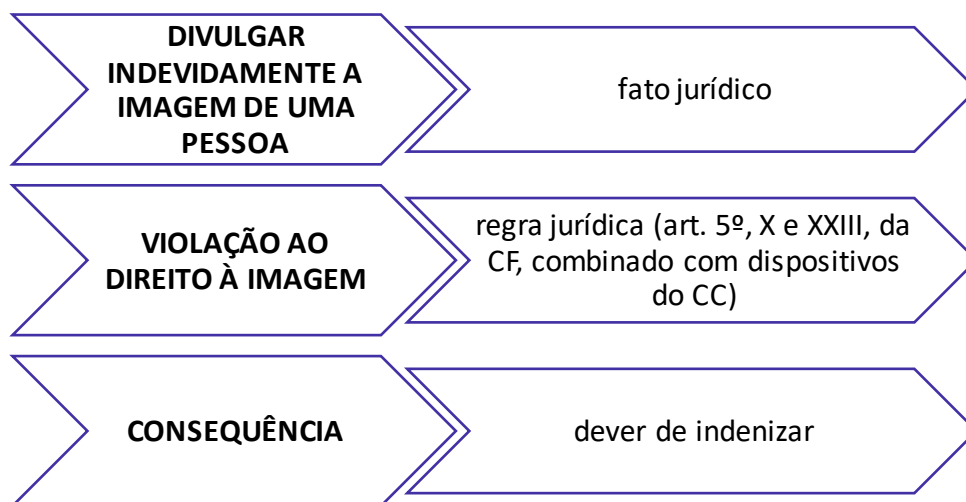 DIVULGAR
INDEVIDAMENTE A
IMAGEM DE UMA
PESSOA
fato jurídico
VIOLAÇÃO AO
DIREITO À IMAGEM
regra jurídica (art. 5º, X e XXIII, da
CF, combinado com dispositivos
do CC)
CONSEQUÊNCIA
dever de indenizar